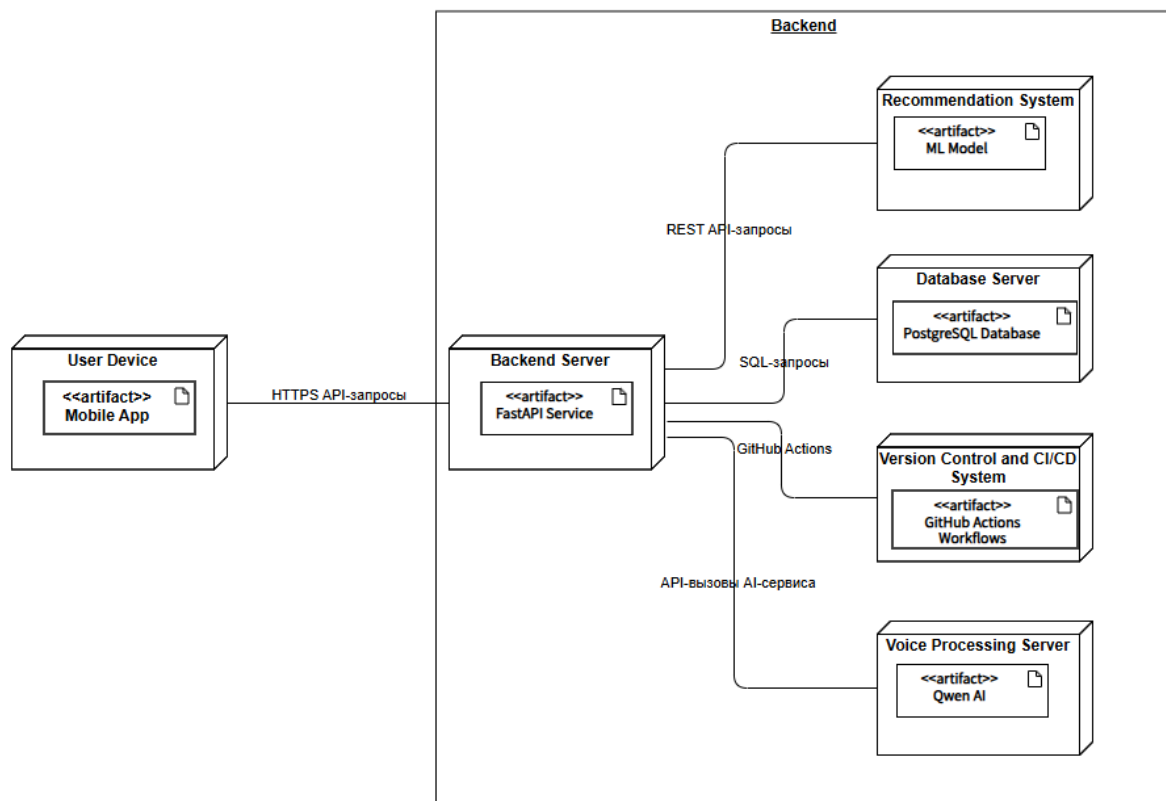 Backend
Recommendation System
<<artifact>>
ML Model
REST API-запросы
Database Server
<<artifact>>
PostgreSQL Database
SQL-запросы
User Device
<<artifact>>
Mobile App
HTTPS API-запросы
Backend Server
<<artifact>>
FastAPI Service
GitHub Actions
Version Control and CI/CD
System
<<artifact>>
GitHub Actions
Workflows
API-вызовы AI-сервиса
Voice Processing Server
<<artifact>>
Qwen AI